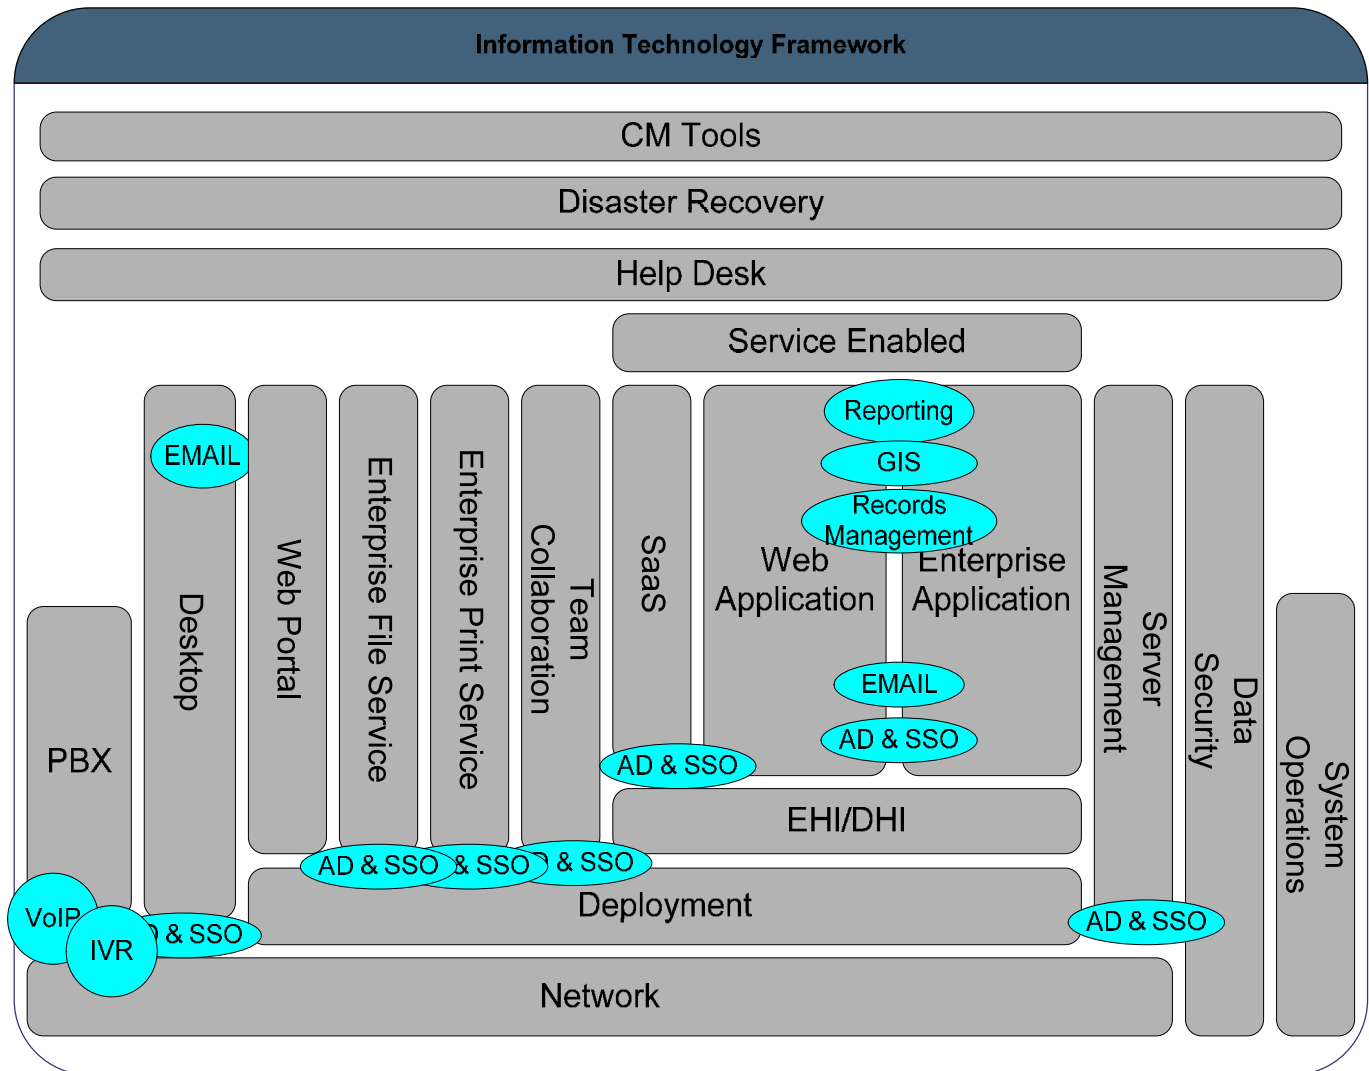 Information Technology Framework
CM Tools
Disaster Recovery
Help Desk
Service Enabled
Reporting
EMAIL
GIS
Records
Management
Web
Application
Enterprise
Application
Enterprise File Service
Enterprise Print Service
Web Portal
Team
Collaboration
SaaS
Desktop
Server
Management
Data
Security
System
Operations
EMAIL
AD & SSO
PBX
AD & SSO
EHI/DHI
AD & SSO
& SSO
& SSO
Deployment
VoIP
IVR
& SSO
AD & SSO
Network